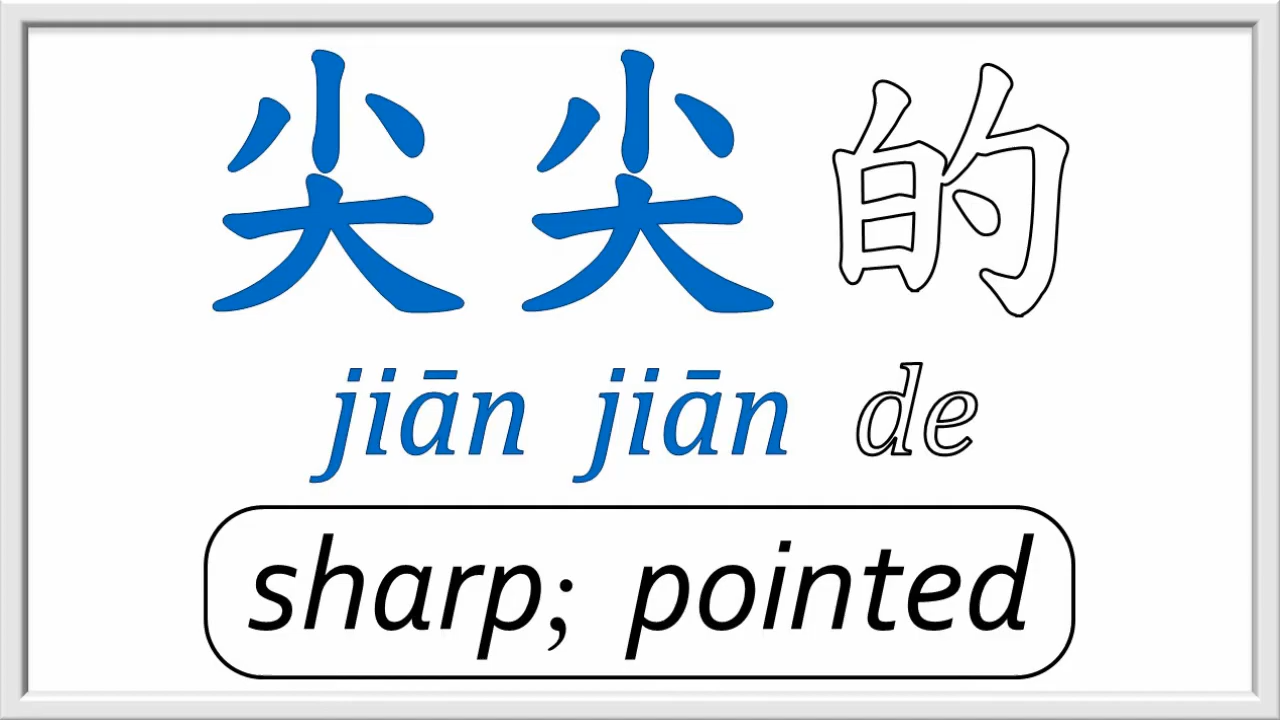 尖尖的
jiān jiān de
sharp; pointed